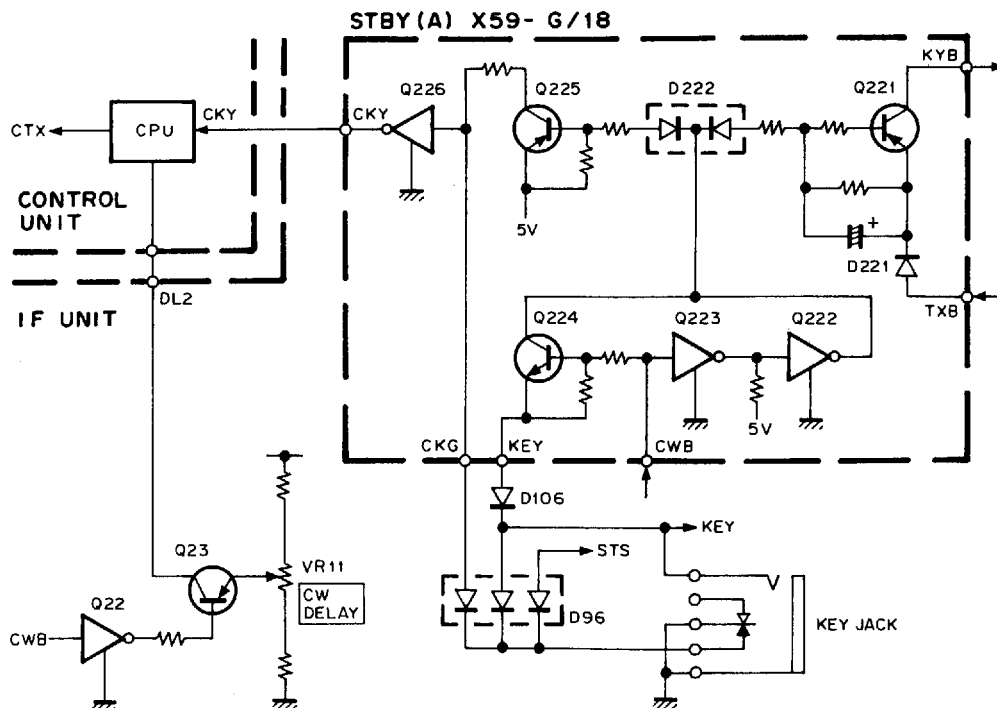 STBY (A) X59- G/18
KYB
Q226
Q225
D222
Q221
CKY
CKY
CTX
CPU
CONTROL
UNIT
5V
D221
DL2
IF UNIT
TXB
Q224
Q223
Q222
5V
CKG
KEY
CWB
D106
KEY
STS
Q23
VR11
CW
DELAY
Q22
D96
KEY JACK
CWB
+